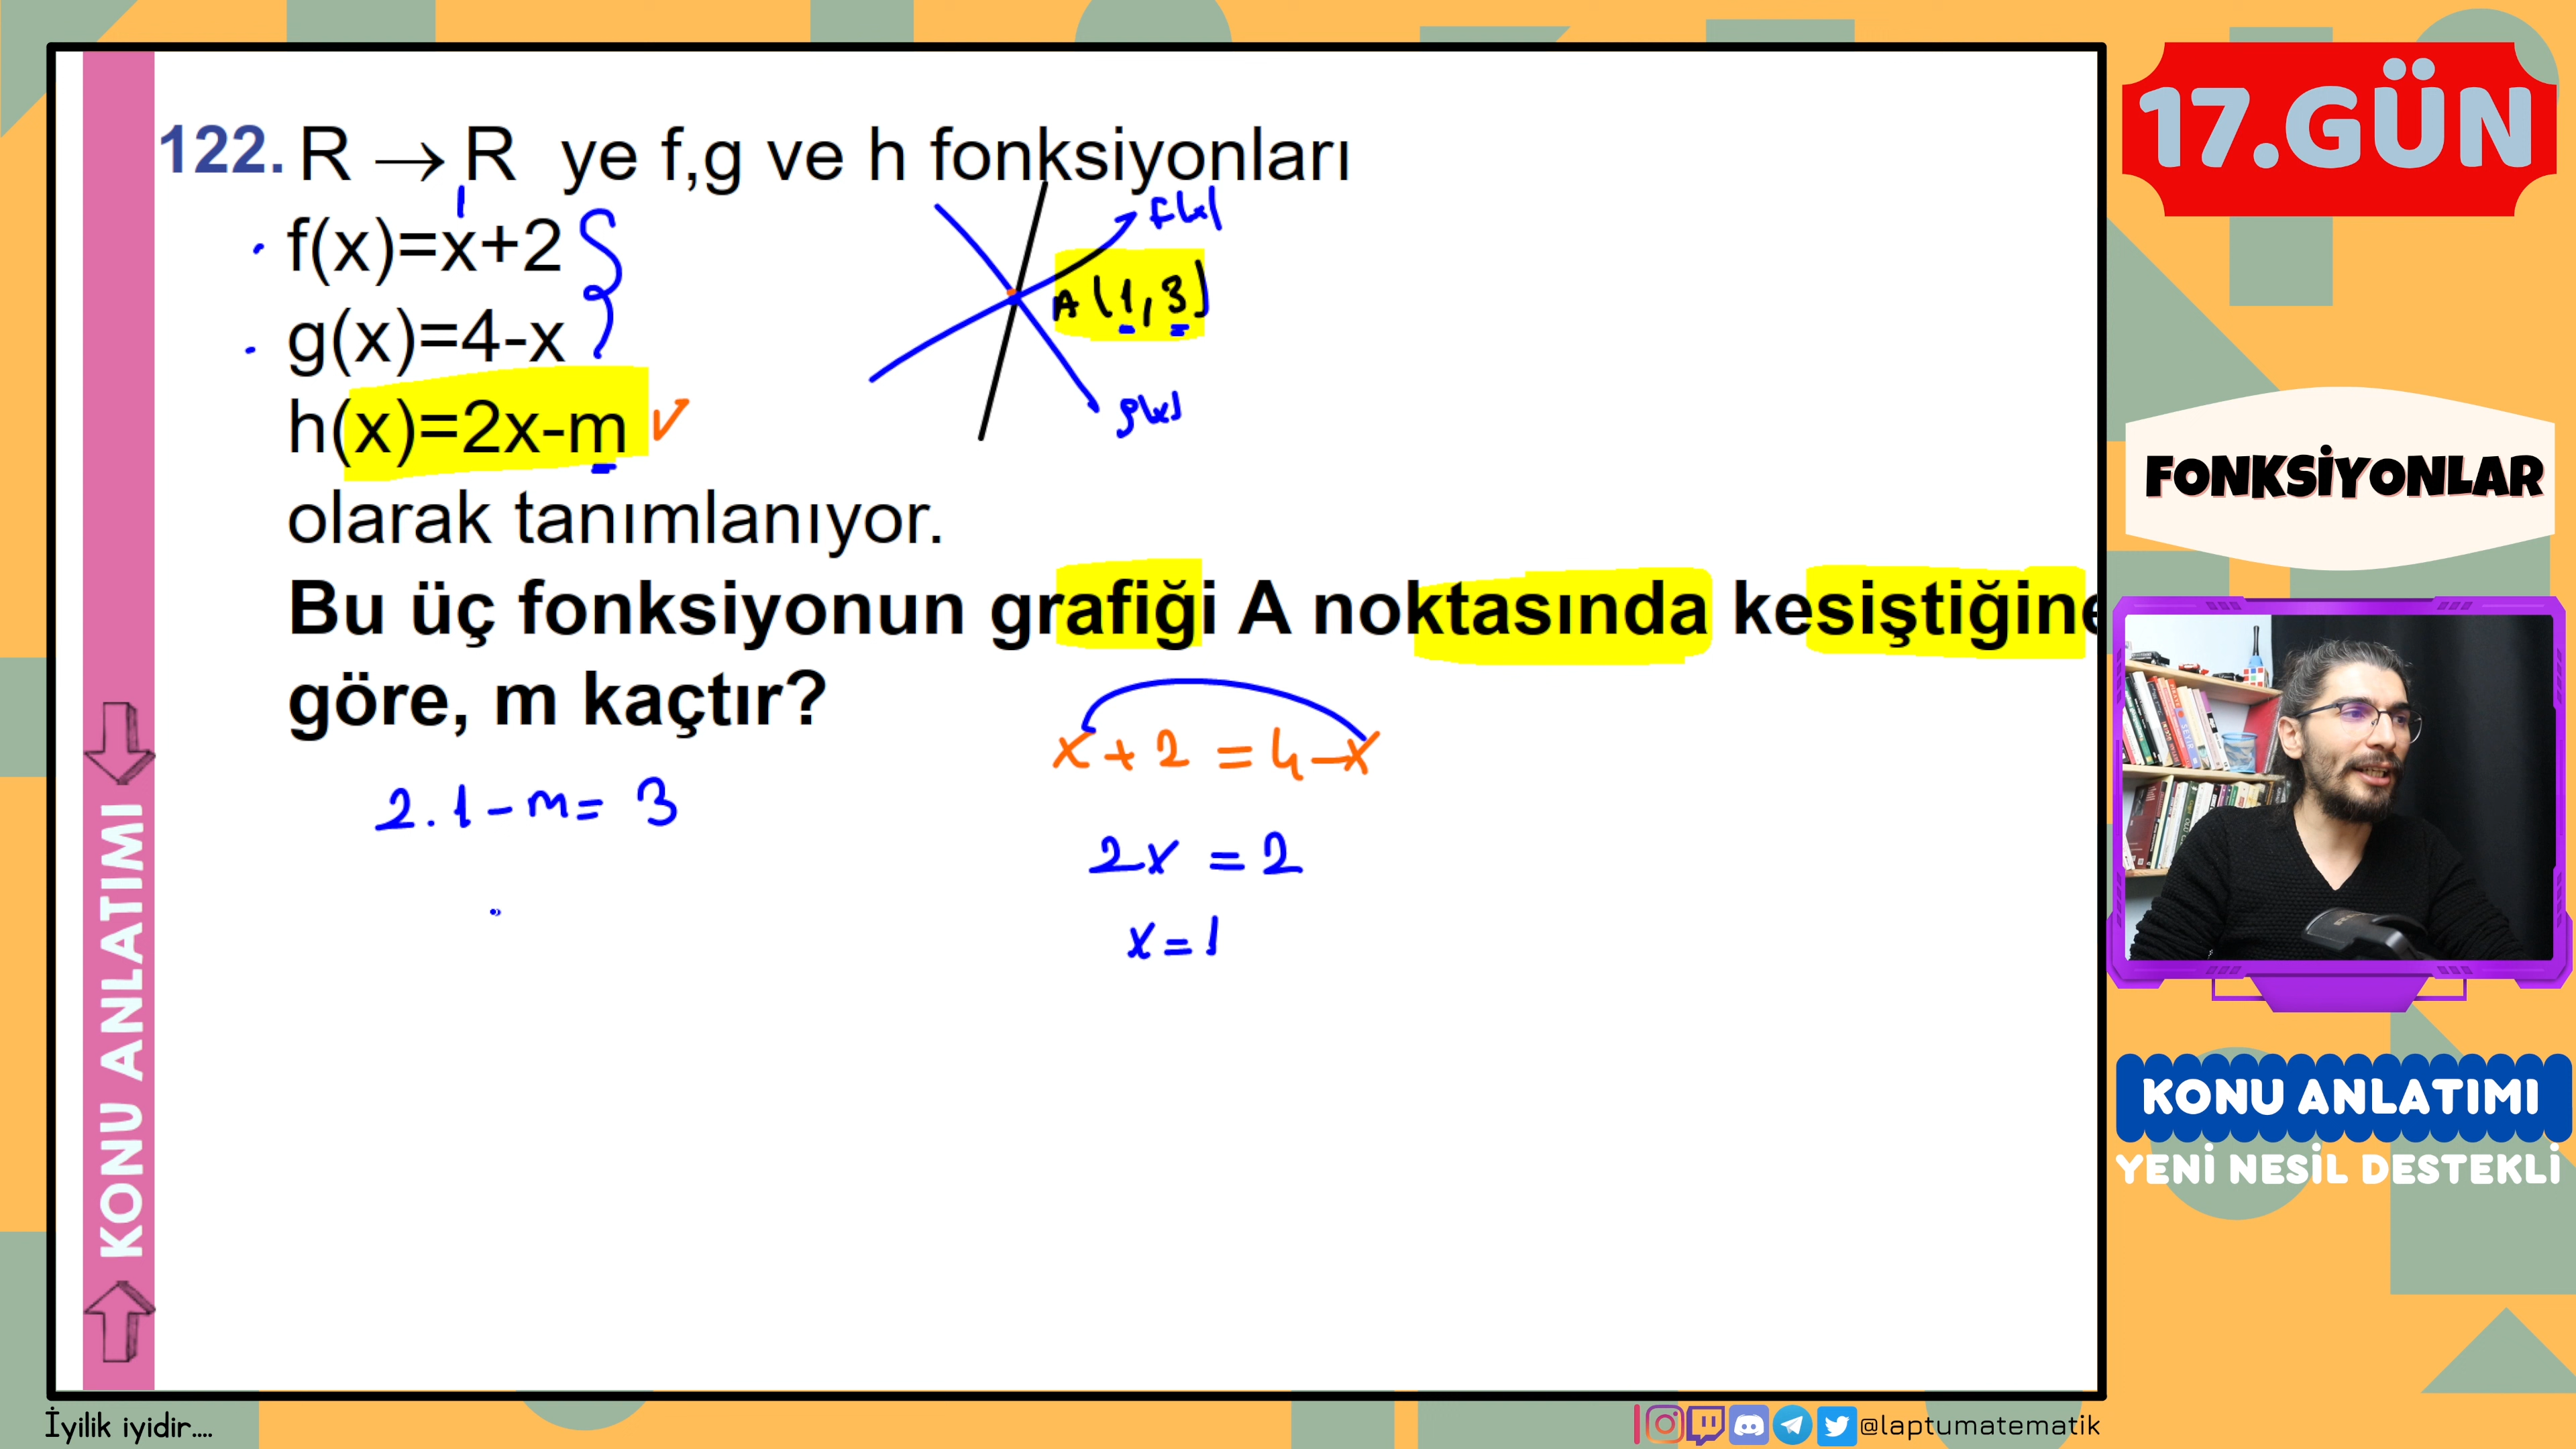 122. R → R ye f,g ve h fonksiyonları
1
f(x)=x+2
g(x)=4-x
h(x)=2x-m ✓
f(x)
A(1,3)
g(x)
olarak tanımlanıyor.
Bu üç fonksiyonun grafiği A noktasında kesiştiğine
göre, m kaçtır?
x+2=4-x
2.1-m=3
2x=2
x=1
KONU ANLATIMI
17.GÜN
FONKSİYONLAR
KONU ANLATIMI
YENİ NESİL DESTEKLİ
İyilik iyidir....
@laptumatematik